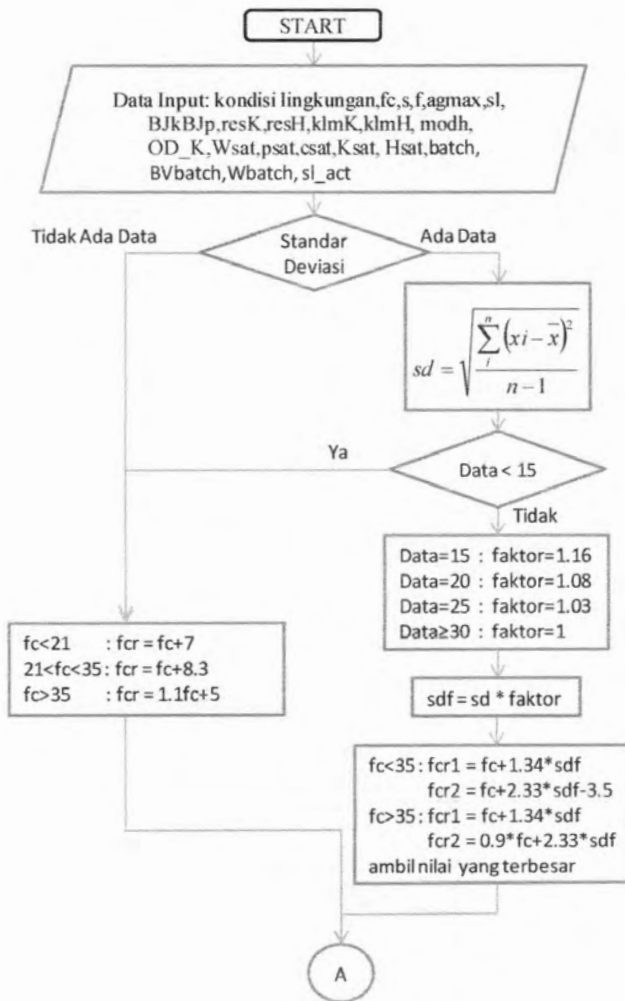 START
Data Input: kondisi lingkungan,fc,s,f,agmax,sl,
BJkBJp,resK,resH,klmK,klmH, modh,
OD_K,Wsat,psat,csat,Ksat, Hsat,batch,
BVbatch,Wbatch, sl_act
Tidak Ada Data
Standar
Deviasi
Ada Data
sd = √(∑_i^n (xi − x̄)² / (n − 1))
Ya
Data < 15
Tidak
Data=15 : faktor=1.16
Data=20 : faktor=1.08
Data=25 : faktor=1.03
Data≥30 : faktor=1
fc<21 : fcr = fc+7
21<fc<35: fcr = fc+8.3
fc>35 : fcr = 1.1fc+5
sdf = sd * faktor
fc<35: fcr1 = fc+1.34*sdf
fcr2 = fc+2.33*sdf-3.5
fc>35: fcr1 = fc+1.34*sdf
fcr2 = 0.9*fc+2.33*sdf
ambil nilai yang terbesar
A